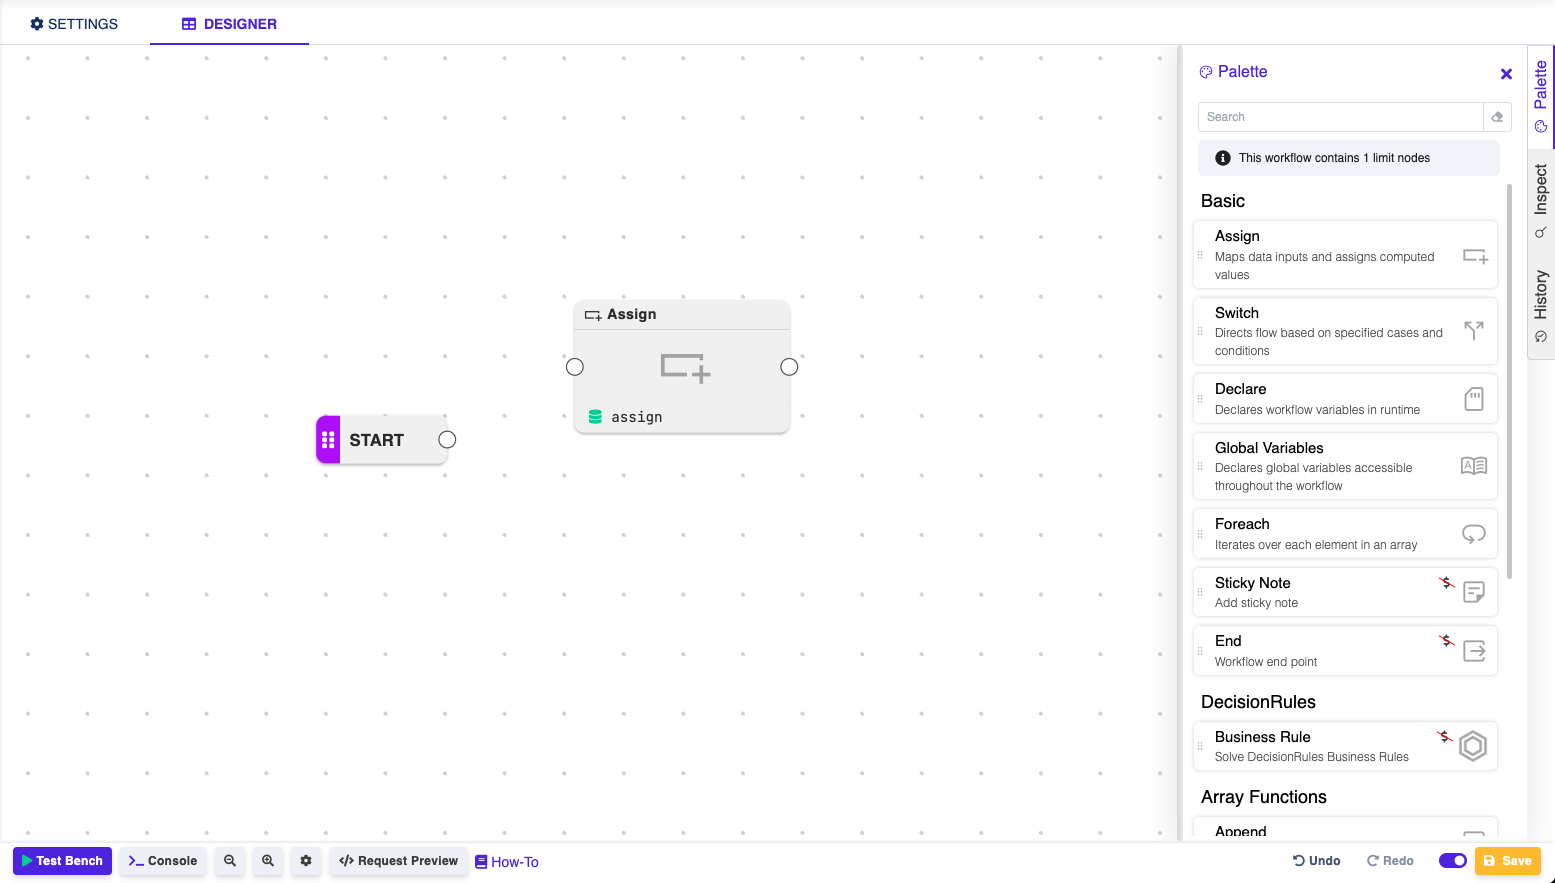 SETTINGS
DESIGNER
Palette
Search
This workflow contains 1 limit nodes
Basic
Assign
Maps data inputs and assigns computed
values
Switch
Directs flow based on specified cases and
conditions
Declare
Declares workflow variables in runtime
Global Variables
Declares global variables accessible
throughout the workflow
Foreach
Iterates over each element in an array
Sticky Note
Add sticky note
End
Workflow end point
DecisionRules
Business Rule
Solve DecisionRules Business Rules
Array Functions
Append
Palette
Inspect
History
Assign
assign
START
Test Bench
Console
Request Preview
How-To
Undo
Redo
Save